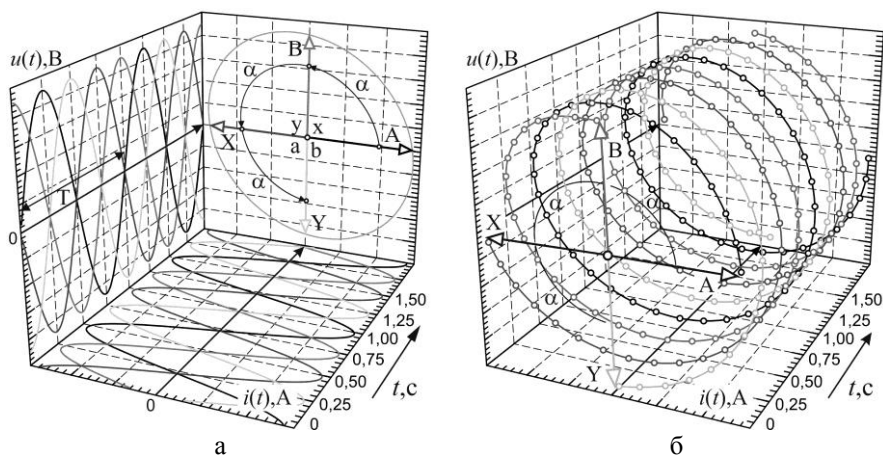 u(t),В
0
T
α
B
α
X
y
x
A
a
b
α
Y
0
i(t),А
0
0,25
0,50
0,75
1,00
1,25
1,50
t,с
а
u(t),В
B
X
α
α
A
α
Y
i(t),А
0
0,25
0,50
0,75
1,00
1,25
1,50
t,с
б